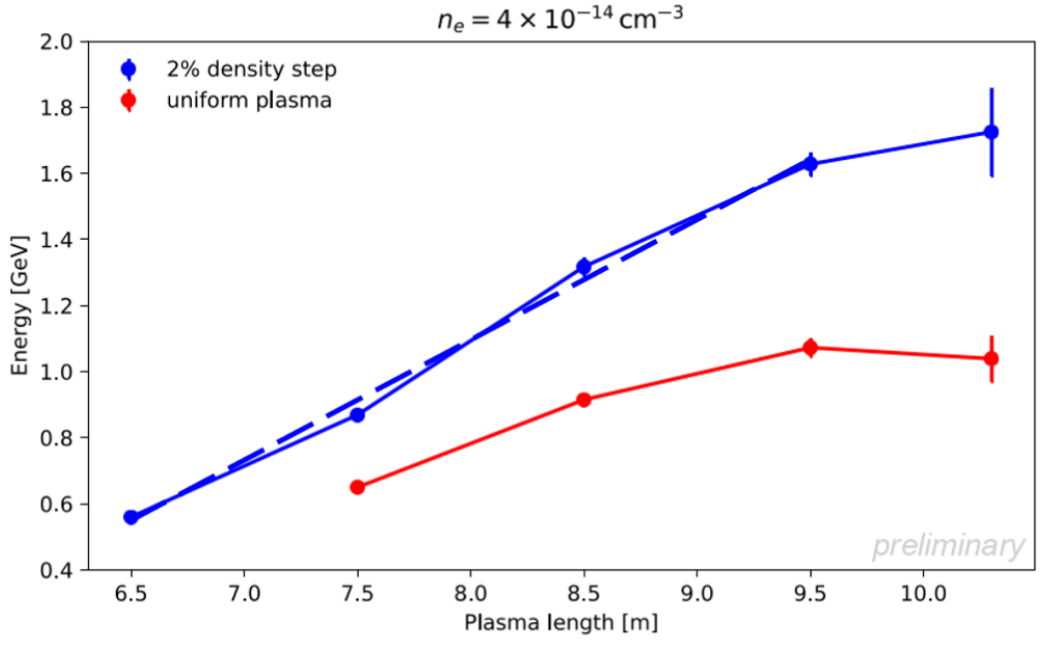 nₑ = 4 × 10⁻¹⁴ cm⁻³
2% density step
uniform plasma
Energy [GeV]
2.0
1.8
1.6
1.4
1.2
1.0
0.8
0.6
0.4
preliminary
6.5 7.0 7.5 8.0 8.5 9.0 9.5 10.0
Plasma length [m]